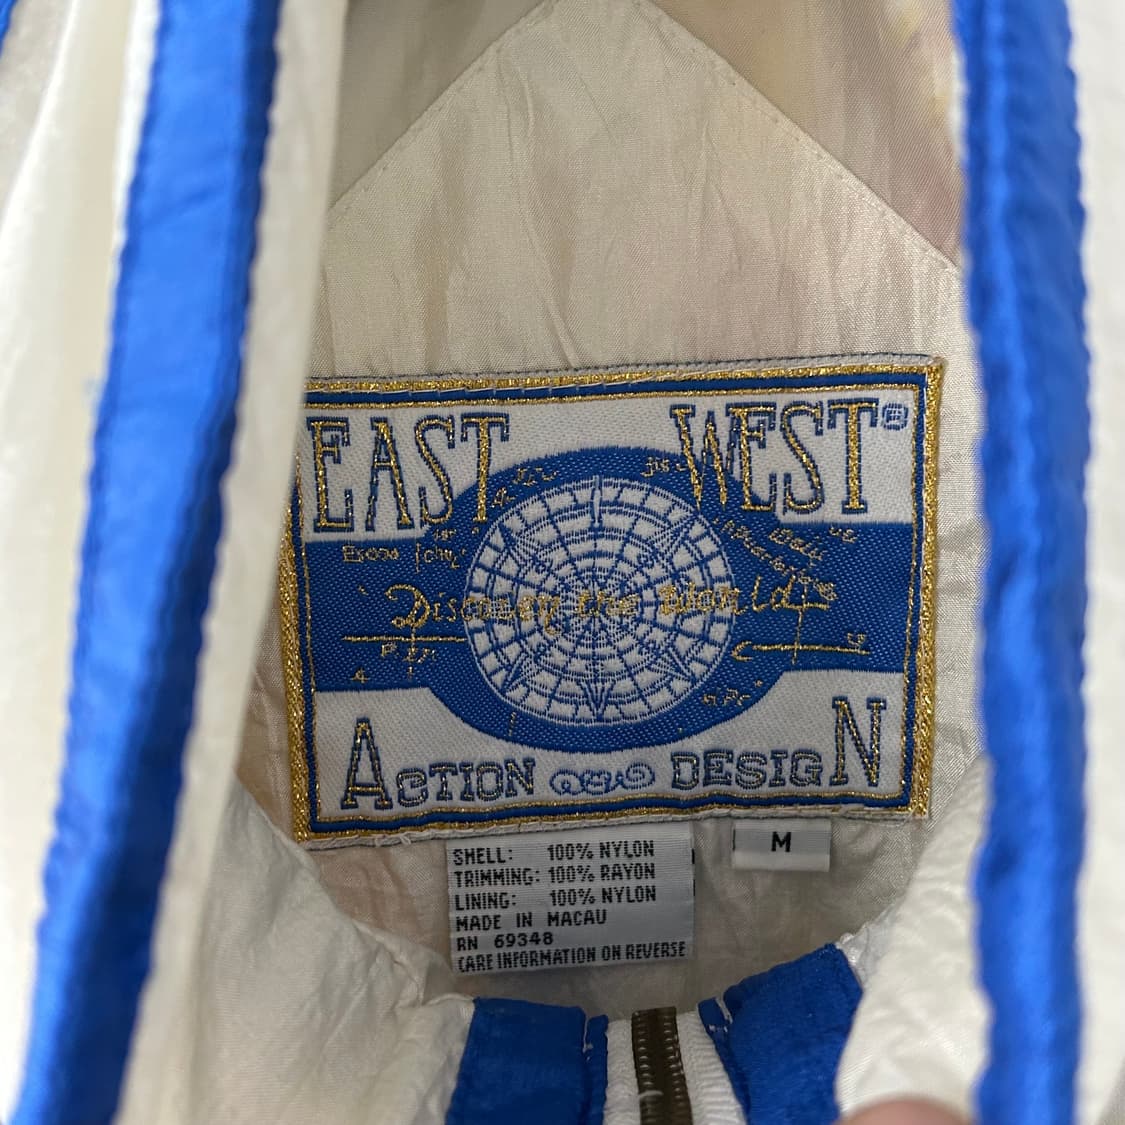 EAST WEST®
Discovery the World
ACTION DESIGN
M
SHELL: 100% NYLON
TRIMMING: 100% RAYON
LINING: 100% NYLON
MADE IN MACAU
RN 69348
CARE INFORMATION ON REVERSE